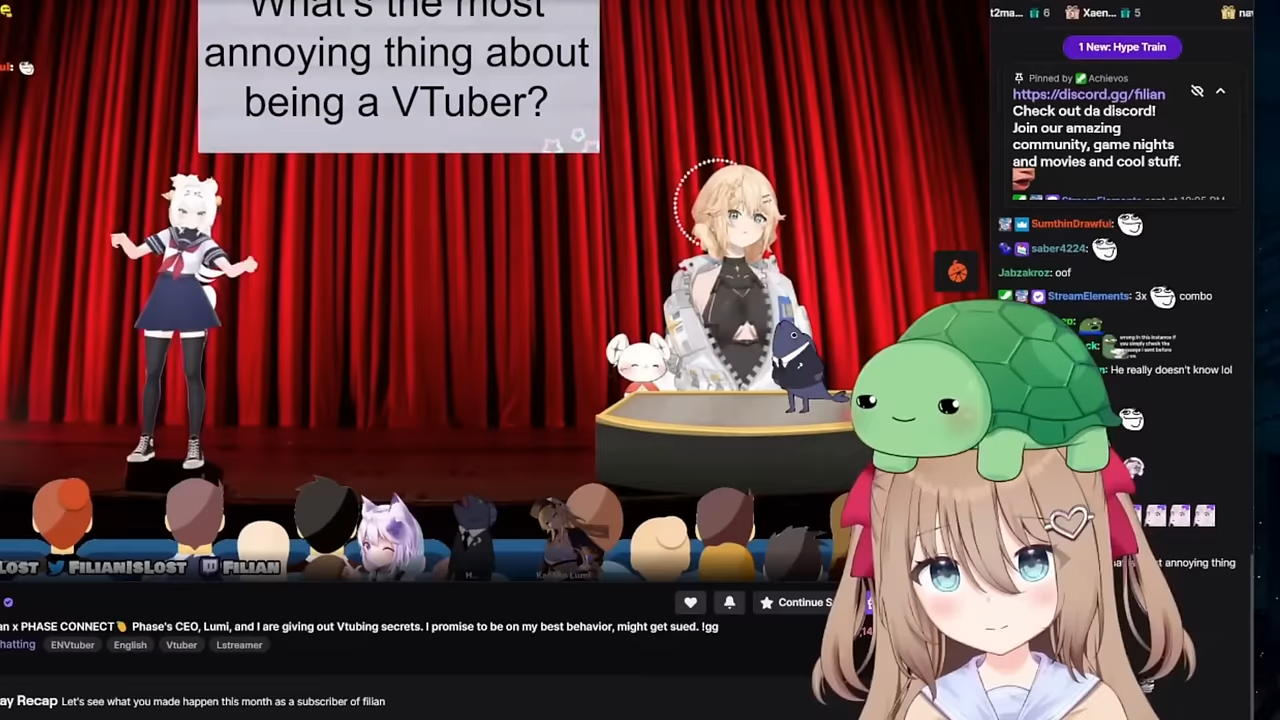 What's the most
annoying thing about
being a VTuber?
t2ma... 6 Xaen... 5
1 New: Hype Train
Pinned by Achievos
https://discord.gg/filian
Check out da discord!
Join our amazing
community, game nights
and movies and cool stuff.
SumthinDrawful:
saber4224:
Jabzakroz: oof
StreamElements: 3x combo
He really doesn't know lol
annoying thing
LOST FILIANISLOST FILIAN
Continue S
x PHASE CONNECT Phase's CEO, Lumi, and I are giving out Vtubing secrets. I promise to be on my best behavior, might get sued. !gg
hatting ENVtuber English Vtuber Lstreamer
ay Recap Let's see what you made happen this month as a subscriber of filian